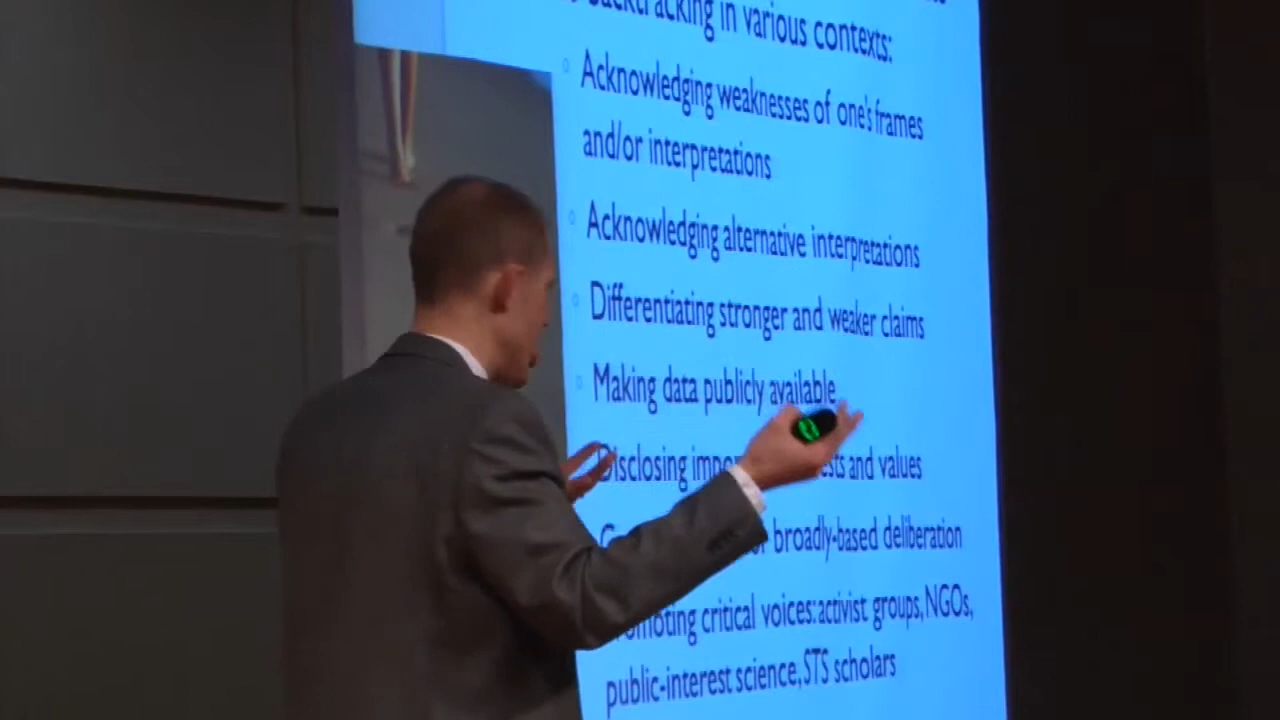 backtracking in various contexts:
Acknowledging weaknesses of one's frames
and/or interpretations
Acknowledging alternative interpretations
Differentiating stronger and weaker claims
Making data publicly available
Disclosing and values
broadly-based deliberation
Promoting critical voices: activist groups, NGOs,
public-interest science, STS scholars